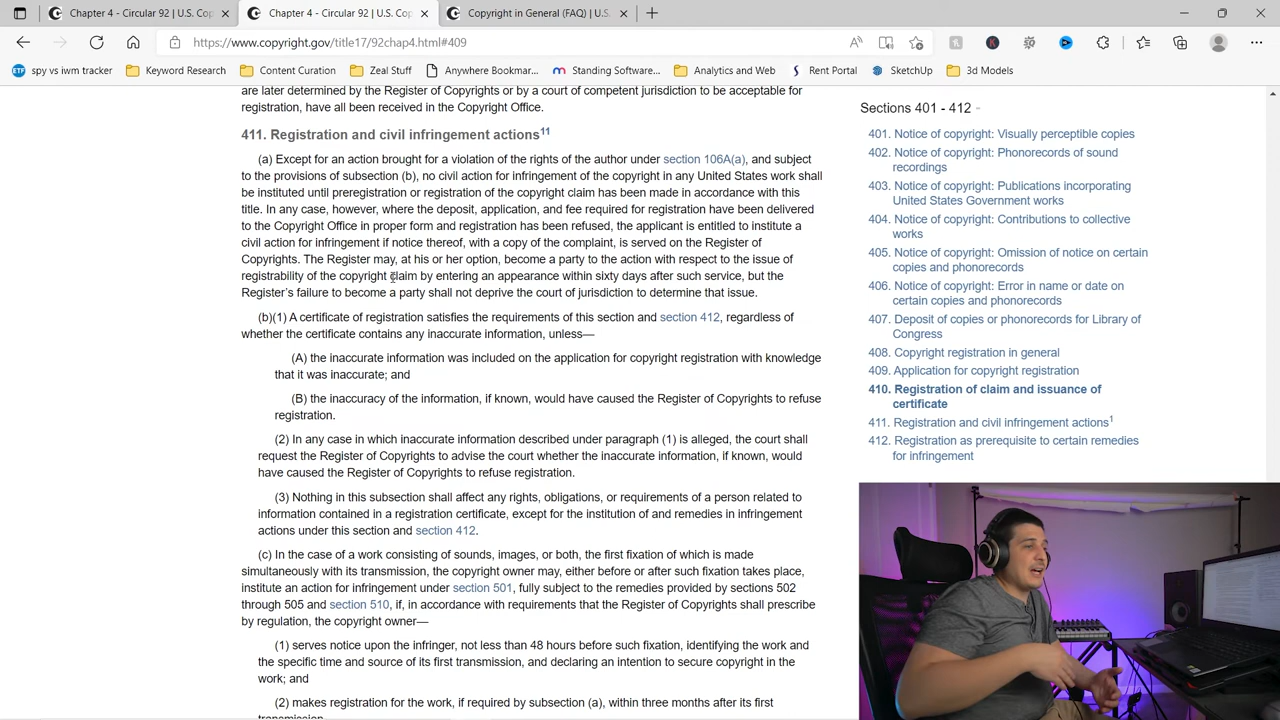 Chapter 4 - Circular 92 | U.S. Cop
Chapter 4 - Circular 92 | U.S. Cop
Copyright in General (FAQ) | U.S.
https://www.copyright.gov/title17/92chap4.html#409
spy vs iwm tracker
Keyword Research
Content Curation
Zeal Stuff
Anywhere Bookmar...
Standing Software...
Analytics and Web
Rent Portal
SketchUp
3d Models
are later determined by the Register of Copyrights or by a court of competent jurisdiction to be acceptable for
registration, have all been received in the Copyright Office.
411. Registration and civil infringement actions11
(a) Except for an action brought for a violation of the rights of the author under section 106A(a), and subject
to the provisions of subsection (b), no civil action for infringement of the copyright in any United States work shall
be instituted until preregistration or registration of the copyright claim has been made in accordance with this
title. In any case, however, where the deposit, application, and fee required for registration have been delivered
to the Copyright Office in proper form and registration has been refused, the applicant is entitled to institute a
civil action for infringement if notice thereof, with a copy of the complaint, is served on the Register of
Copyrights. The Register may, at his or her option, become a party to the action with respect to the issue of
registrability of the copyright claim by entering an appearance within sixty days after such service, but the
Register's failure to become a party shall not deprive the court of jurisdiction to determine that issue.
(b)(1) A certificate of registration satisfies the requirements of this section and section 412, regardless of
whether the certificate contains any inaccurate information, unless—
(A) the inaccurate information was included on the application for copyright registration with knowledge
that it was inaccurate; and
(B) the inaccuracy of the information, if known, would have caused the Register of Copyrights to refuse
registration.
(2) In any case in which inaccurate information described under paragraph (1) is alleged, the court shall
request the Register of Copyrights to advise the court whether the inaccurate information, if known, would
have caused the Register of Copyrights to refuse registration.
(3) Nothing in this subsection shall affect any rights, obligations, or requirements of a person related to
information contained in a registration certificate, except for the institution of and remedies in infringement
actions under this section and section 412.
(c) In the case of a work consisting of sounds, images, or both, the first fixation of which is made
simultaneously with its transmission, the copyright owner may, either before or after such fixation takes place,
institute an action for infringement under section 501, fully subject to the remedies provided by sections 502
through 505 and section 510, if, in accordance with requirements that the Register of Copyrights shall prescribe
by regulation, the copyright owner—
(1) serves notice upon the infringer, not less than 48 hours before such fixation, identifying the work and
the specific time and source of its first transmission, and declaring an intention to secure copyright in the
work; and
(2) makes registration for the work, if required by subsection (a), within three months after its first
transmission.
Sections 401 - 412 -
401. Notice of copyright: Visually perceptible copies
402. Notice of copyright: Phonorecords of sound
recordings
403. Notice of copyright: Publications incorporating
United States Government works
404. Notice of copyright: Contributions to collective
works
405. Notice of copyright: Omission of notice on certain
copies and phonorecords
406. Notice of copyright: Error in name or date on
certain copies and phonorecords
407. Deposit of copies or phonorecords for Library of
Congress
408. Copyright registration in general
409. Application for copyright registration
410. Registration of claim and issuance of
certificate
411. Registration and civil infringement actions1
412. Registration as prerequisite to certain remedies
for infringement